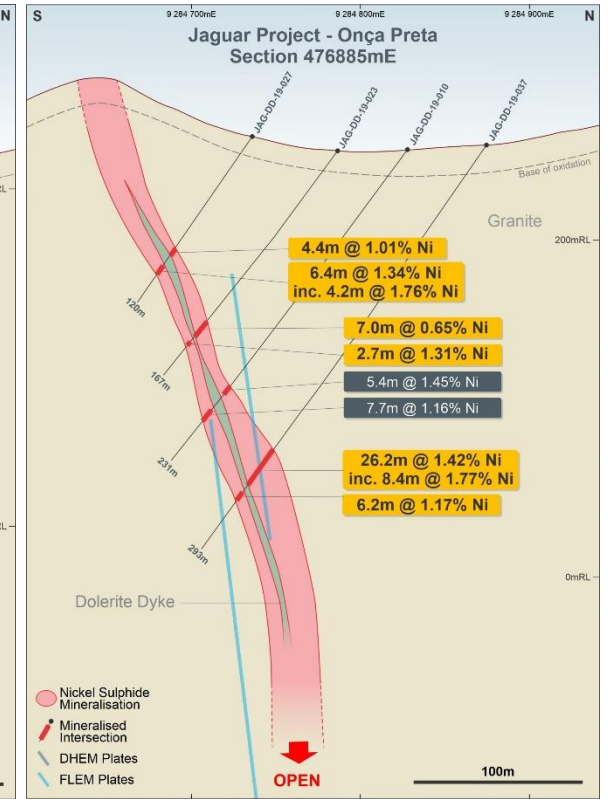 N
S
9 284 700mE
9 284 800mE
9 284 900mE
N
Jaguar Project - Onça Preta
Section 476885mE
JAG-DD-19-027
JAG-DD-19-023
JAG-DD-19-010
JAG-DD-19-037
Base of oxidation
RL
Granite
200mRL
4.4m @ 1.01% Ni
6.4m @ 1.34% Ni
inc. 4.2m @ 1.76% Ni
120m
7.0m @ 0.65% Ni
2.7m @ 1.31% Ni
167m
5.4m @ 1.45% Ni
7.7m @ 1.16% Ni
231m
26.2m @ 1.42% Ni
inc. 8.4m @ 1.77% Ni
6.2m @ 1.17% Ni
RL
293m
0mRL
Dolerite Dyke
Nickel Sulphide
Mineralisation
Mineralised
Intersection
DHEM Plates
FLEM Plates
OPEN
100m